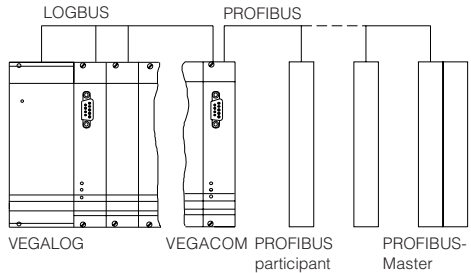 LOGBUS PROFIBUS
VEGALOG VEGACOM PROFIBUS PROFIBUS-
participant Master